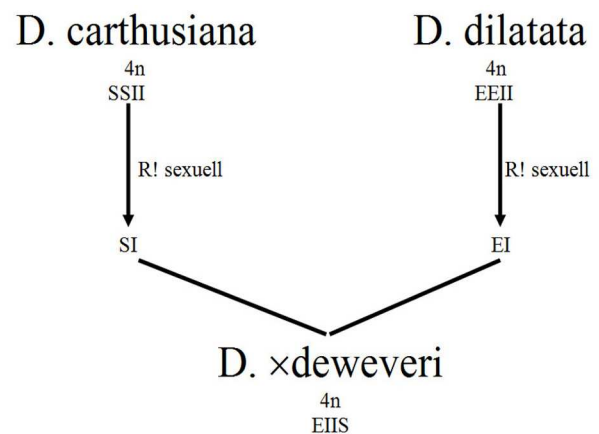 D. carthusiana
4n
SSII
R! sexuell
SI
D. dilatata
4n
EEII
R! sexuell
EI
D. ×deweveri
4n
EIIS